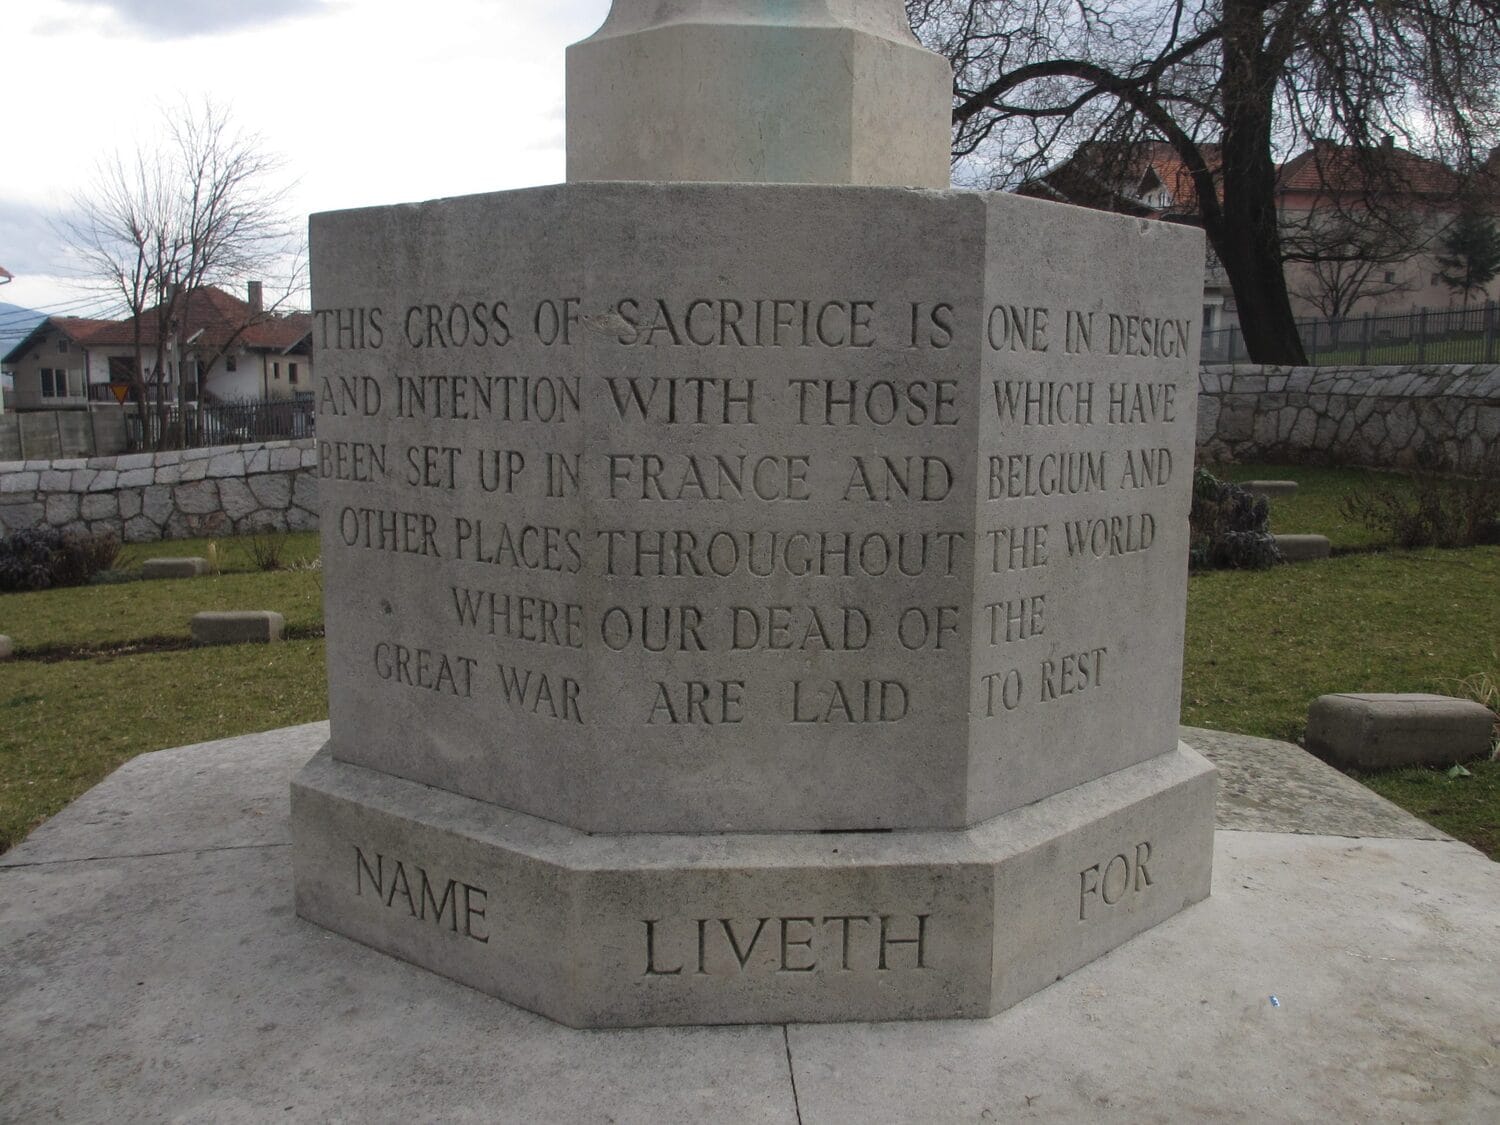 THIS CROSS OF SACRIFICE IS ONE IN DESIGN
AND INTENTION WITH THOSE WHICH HAVE
BEEN SET UP IN FRANCE AND BELGIUM AND
OTHER PLACES THROUGHOUT THE WORLD
WHERE OUR DEAD OF THE
GREAT WAR ARE LAID TO REST
NAME LIVETH FOR